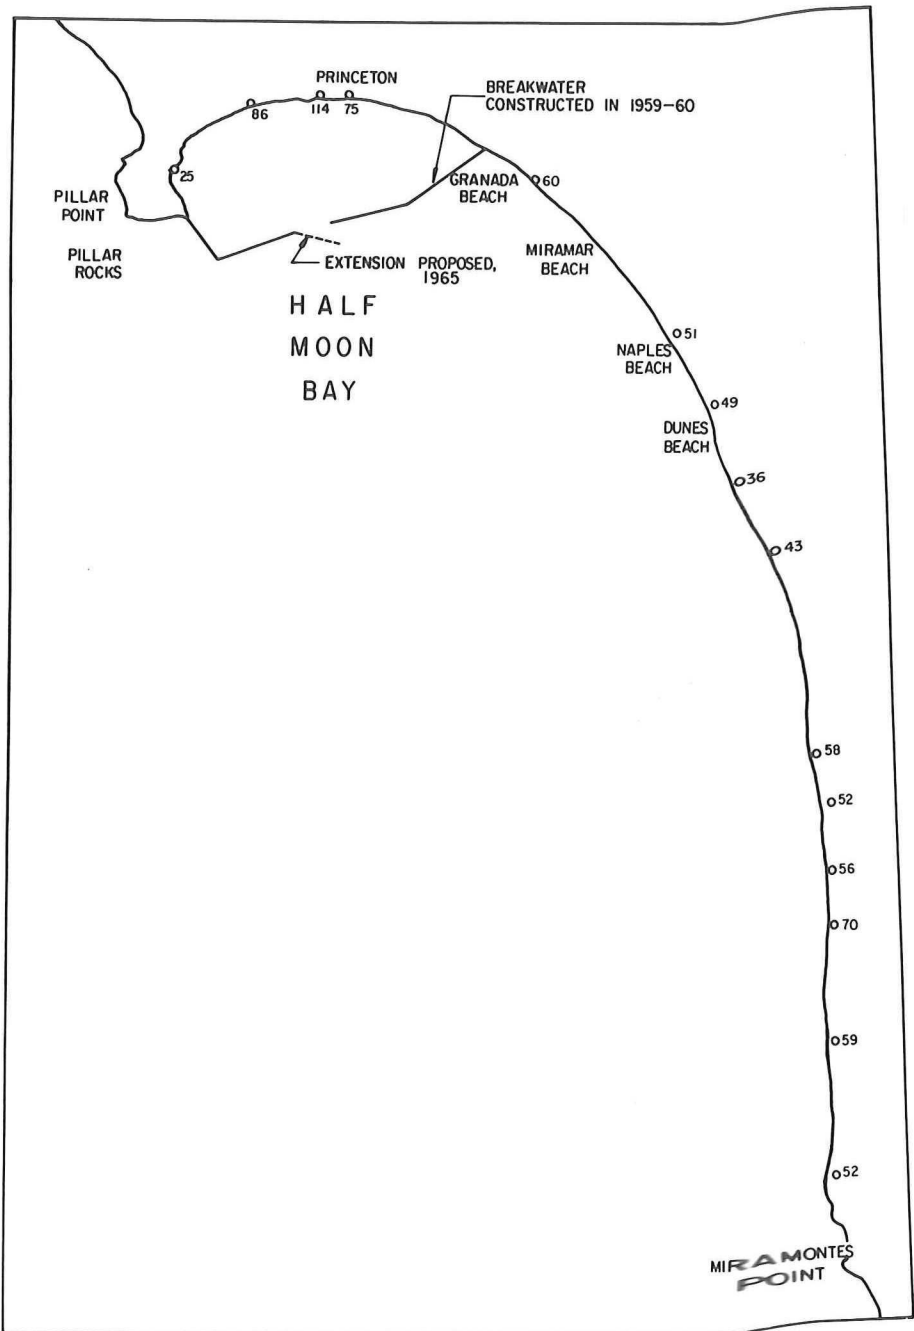 PRINCETON
BREAKWATER
CONSTRUCTED IN 1959-60
86
114
75
25
GRANADA
BEACH
60
PILLAR
POINT
PILLAR
ROCKS
EXTENSION PROPOSED,
1965
MIRAMAR
BEACH
HALF
MOON
BAY
51
NAPLES
BEACH
49
DUNES
BEACH
36
43
58
52
56
70
59
52
MIRAMONTES
POINT